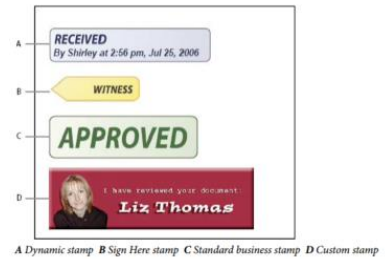 A
RECEIVED
By Shirley at 2:56 pm, Jul 25, 2006
B
WITNESS
C
APPROVED
D
I have reviewed your document:
Liz Thomas
A Dynamic stamp B Sign Here stamp C Standard business stamp D Custom stamp